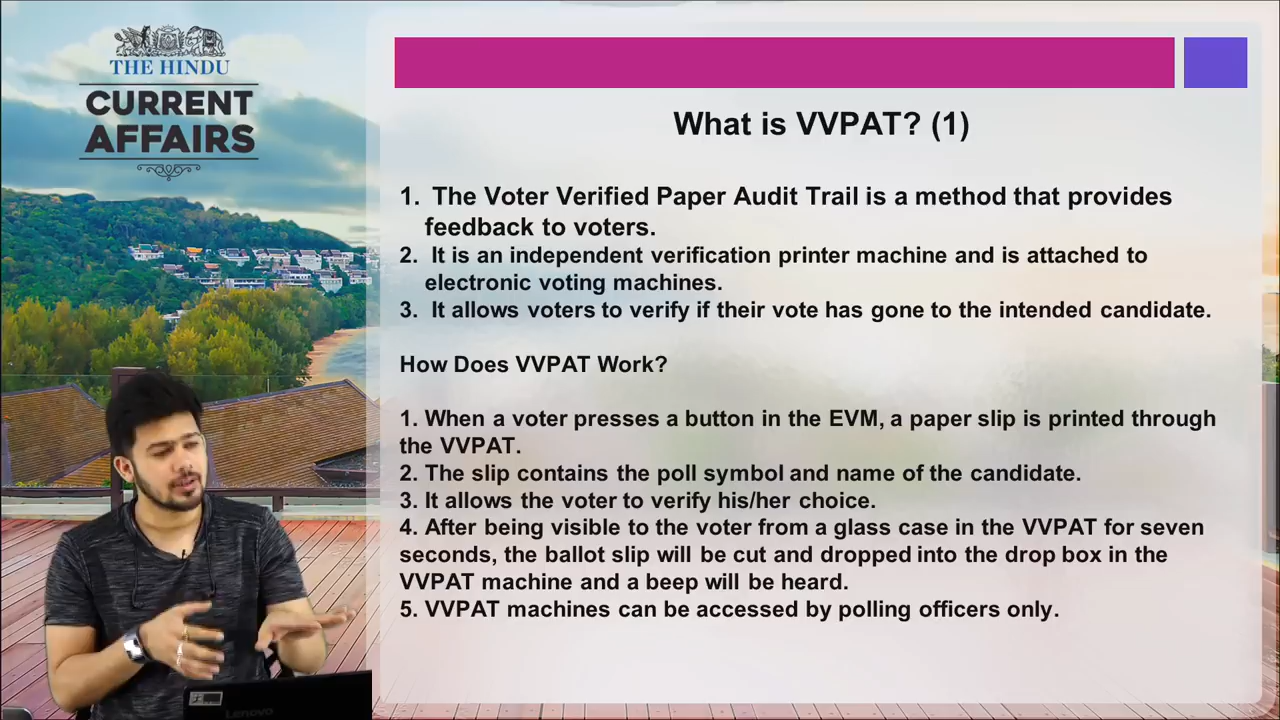 THE HINDU
CURRENT
AFFAIRS
What is VVPAT? (1)
1. The Voter Verified Paper Audit Trail is a method that provides
feedback to voters.
2. It is an independent verification printer machine and is attached to
electronic voting machines.
3. It allows voters to verify if their vote has gone to the intended candidate.
How Does VVPAT Work?
1. When a voter presses a button in the EVM, a paper slip is printed through
the VVPAT.
2. The slip contains the poll symbol and name of the candidate.
3. It allows the voter to verify his/her choice.
4. After being visible to the voter from a glass case in the VVPAT for seven
seconds, the ballot slip will be cut and dropped into the drop box in the
VVPAT machine and a beep will be heard.
5. VVPAT machines can be accessed by polling officers only.
Lenovo